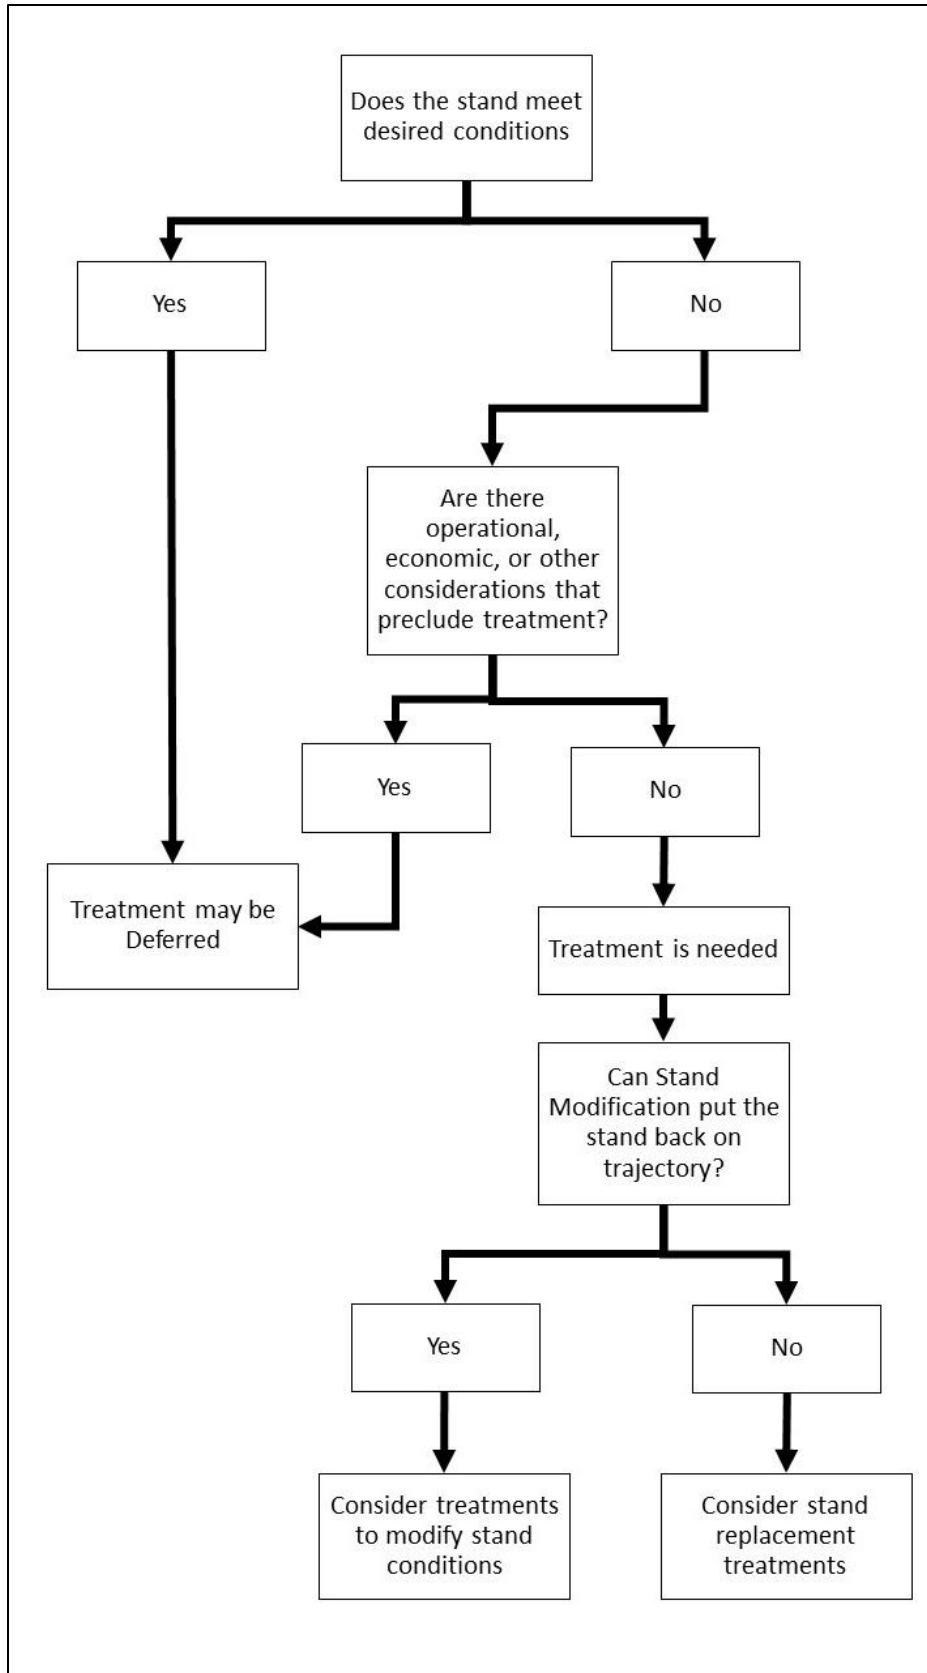 Does the stand meet
desired conditions
Yes
No
Are there
operational,
economic, or other
considerations that
preclude treatment?
Yes
No
Treatment may be
Deferred
Treatment is needed
Can Stand
Modification put the
stand back on
trajectory?
Yes
No
Consider treatments
to modify stand
conditions
Consider stand
replacement
treatments